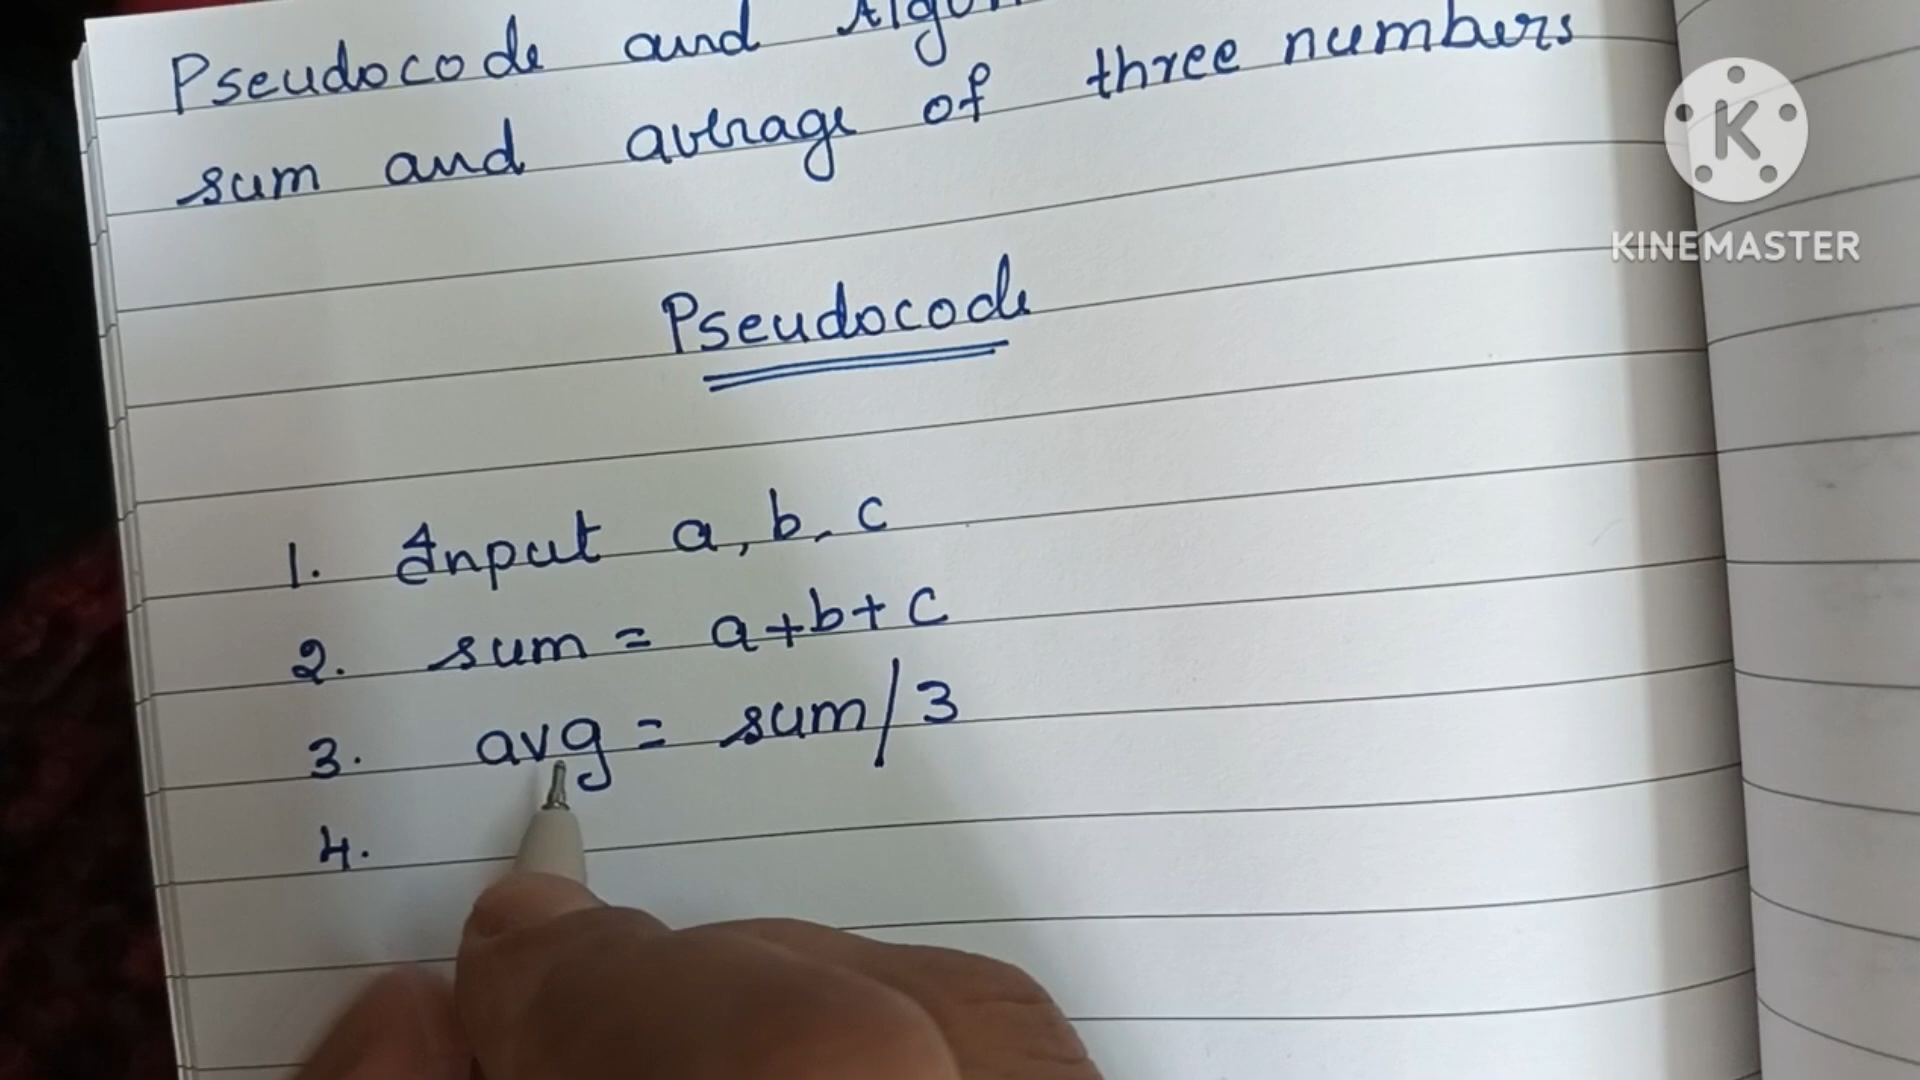 Pseudocode and
sum and average of three numbers
Pseudocode
1. Input a, b, c
2. sum = a+b+c
3. avg = sum/3
4.
K
KINEMASTER